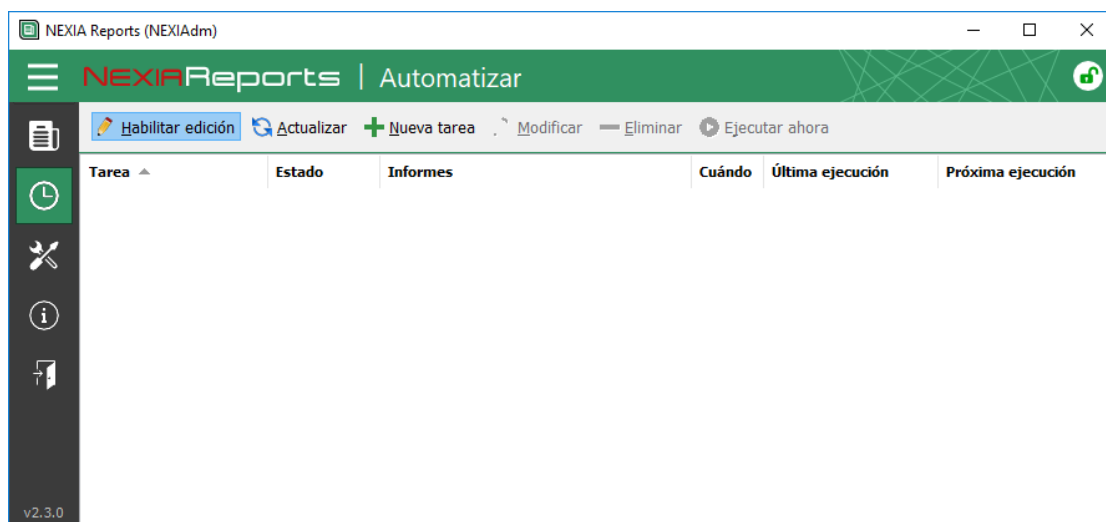 NEXIA Reports (NEXIAdm)
NEXIAReports | Automatizar
Habilitar edición Actualizar Nueva tarea Modificar Eliminar Ejecutar ahora
Tarea Estado Informes Cuándo Última ejecución Próxima ejecución
v2.3.0